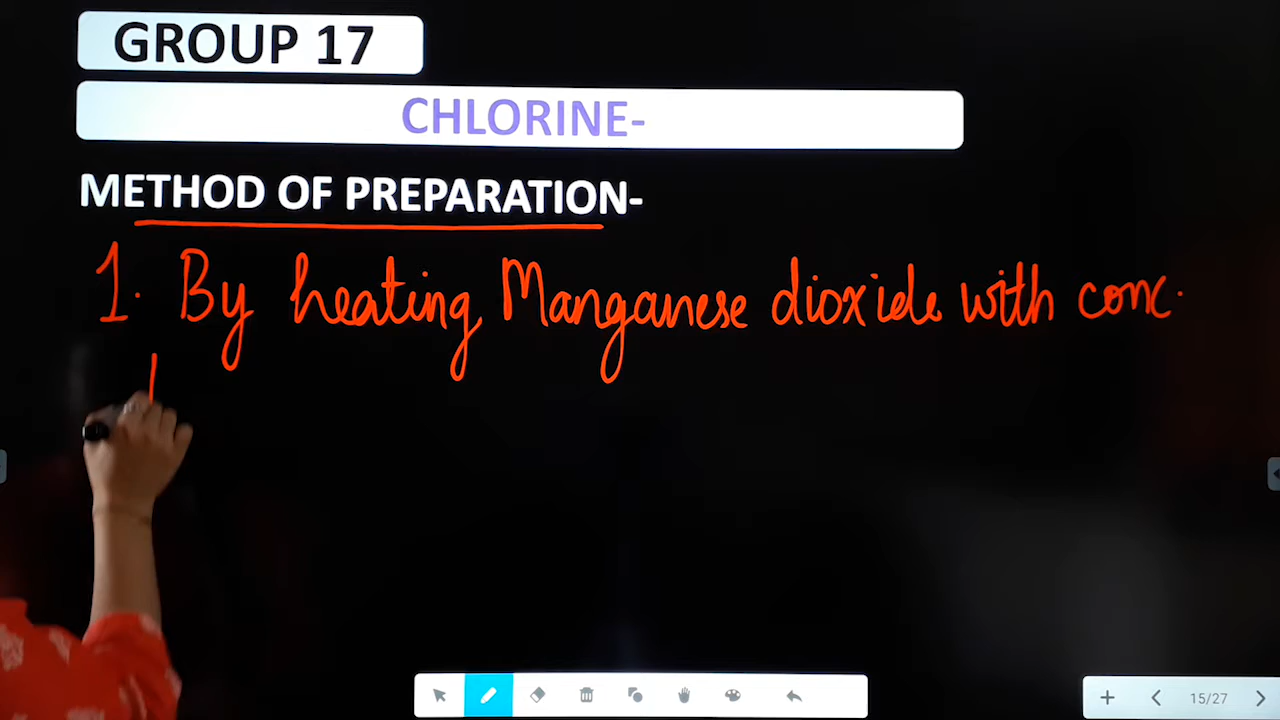 GROUP 17
CHLORINE-
METHOD OF PREPARATION-
1. By heating Manganese dioxide with conc.
15/27